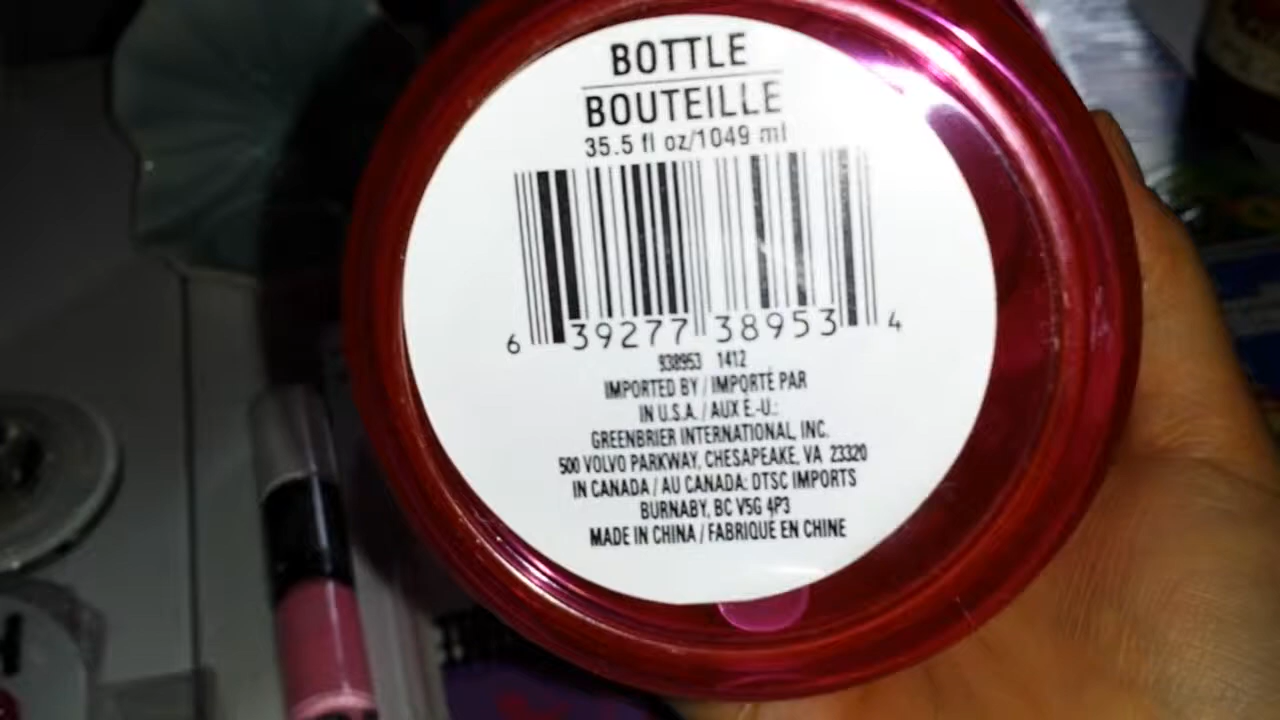 BOTTLE
BOUTEILLE
35.5 fl oz/1049 ml
6 39277 38953 4
938953 1412
IMPORTED BY / IMPORTÉ PAR
IN U.S.A. / AUX E.-U.:
GREENBRIER INTERNATIONAL, INC.
500 VOLVO PARKWAY, CHESAPEAKE, VA 23320
IN CANADA / AU CANADA: DTSC IMPORTS
BURNABY, BC V5G 4P3
MADE IN CHINA / FABRIQUÉ EN CHINE